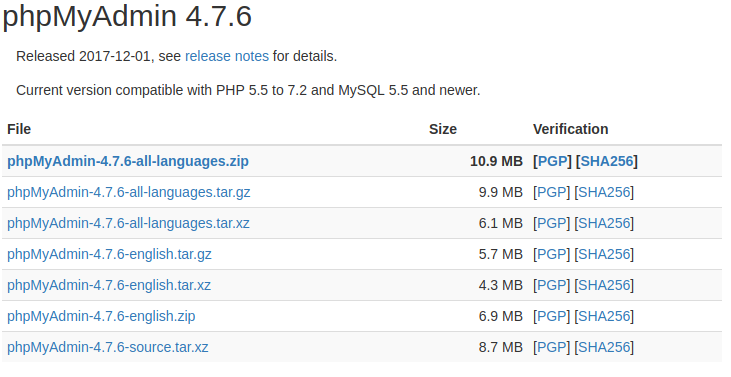 phpMyAdmin 4.7.6
Released 2017-12-01, see release notes for details.
Current version compatible with PHP 5.5 to 7.2 and MySQL 5.5 and newer.
File Size Verification
phpMyAdmin-4.7.6-all-languages.zip 10.9 MB [PGP] [SHA256]
phpMyAdmin-4.7.6-all-languages.tar.gz 9.9 MB [PGP] [SHA256]
phpMyAdmin-4.7.6-all-languages.tar.xz 6.1 MB [PGP] [SHA256]
phpMyAdmin-4.7.6-english.tar.gz 5.7 MB [PGP] [SHA256]
phpMyAdmin-4.7.6-english.tar.xz 4.3 MB [PGP] [SHA256]
phpMyAdmin-4.7.6-english.zip 6.9 MB [PGP] [SHA256]
phpMyAdmin-4.7.6-source.tar.xz 8.7 MB [PGP] [SHA256]